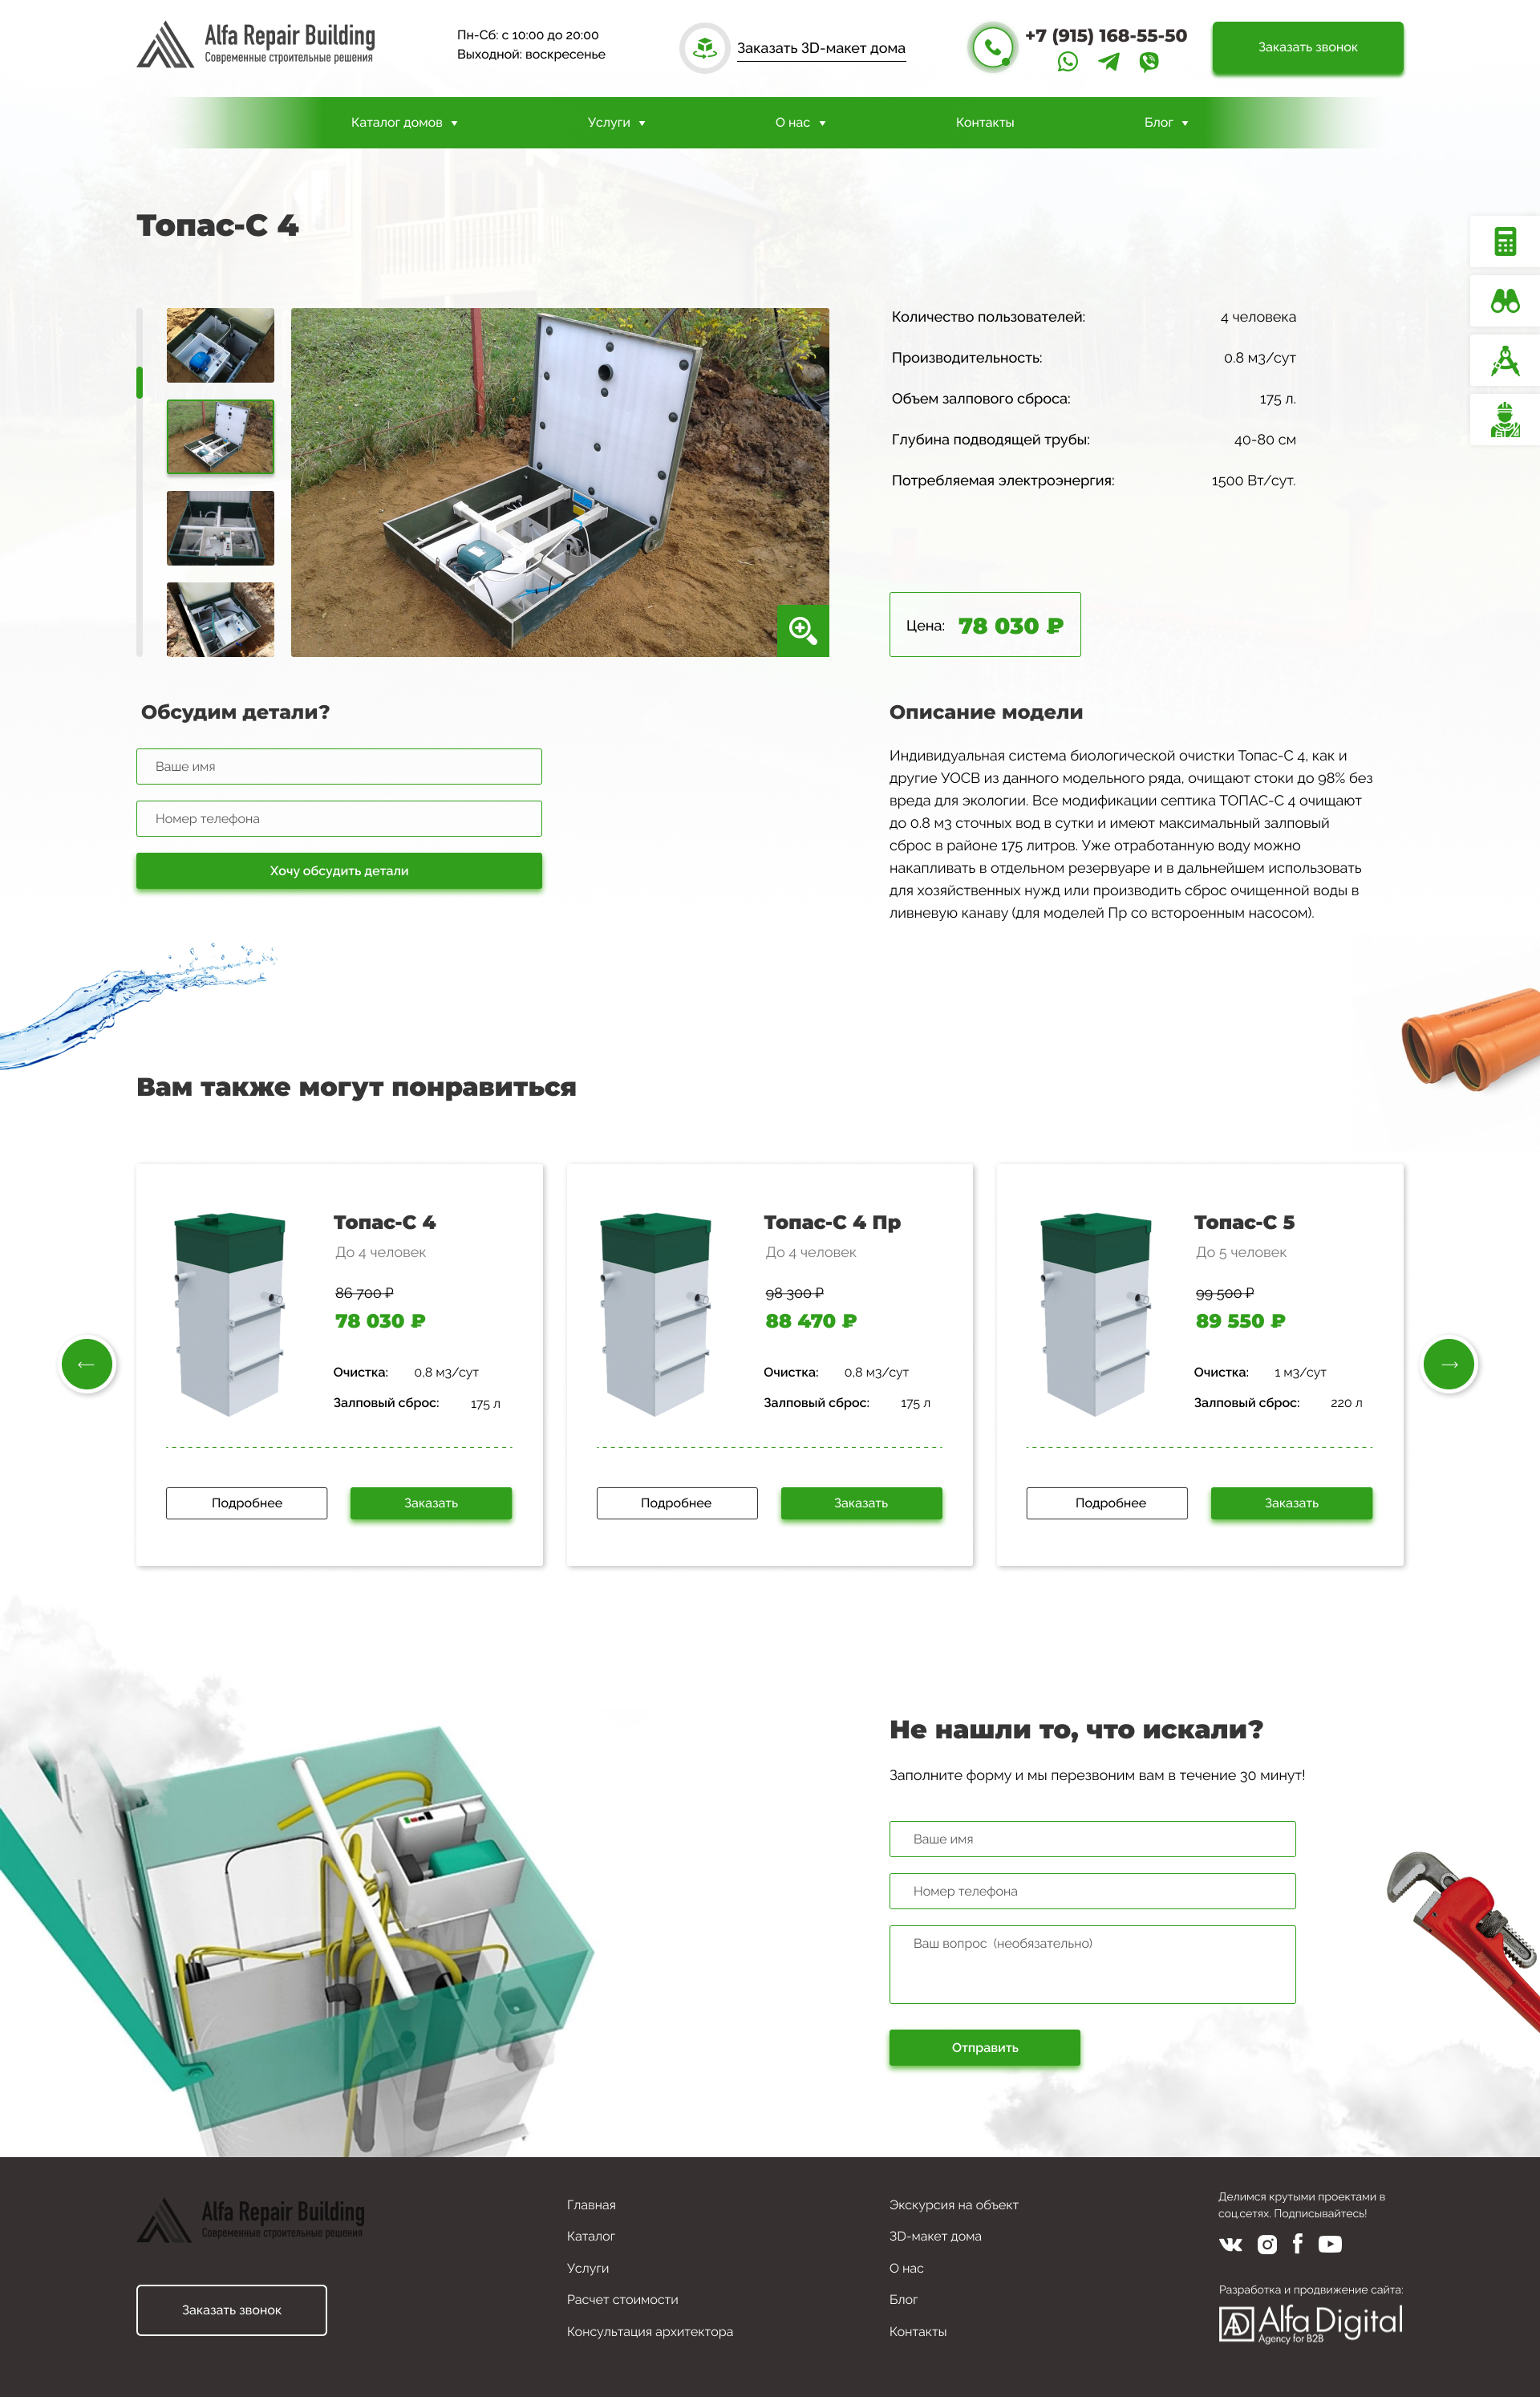 Alfa Repair Building
Современные строительные решения
Пн-Сб: с 10:00 до 20:00
Выходной: воскресенье
Заказать 3D-макет дома
+7 (915) 168-55-50
Заказать звонок
Каталог домов
Услуги
О нас
Контакты
Блог
Топас-С 4
Количество пользователей: 4 человека
Производительность: 0.8 м3/сут
Объем залпового сброса: 175 л.
Глубина подводящей трубы: 40-80 см
Потребляемая электроэнергия: 1500 Вт/сут.
Цена: 78 030 ₽
Обсудим детали?
Ваше имя
Номер телефона
Хочу обсудить детали
Описание модели
Индивидуальная система биологической очистки Топас-С 4, как и
другие УОСВ из данного модельного ряда, очищают стоки до 98% без
вреда для экологии. Все модификации септика ТОПАС-С 4 очищают
до 0.8 м3 сточных вод в сутки и имеют максимальный залповый
сброс в районе 175 литров. Уже отработанную воду можно
накапливать в отдельном резервуаре и в дальнейшем использовать
для хозяйственных нужд или производить сброс очищенной воды в
ливневую канаву (для моделей Пр со встороенным насосом).
Вам также могут понравиться
Топас-С 4
До 4 человек
86 700 ₽
78 030 ₽
Очистка: 0,8 м3/сут
Залповый сброс: 175 л
Подробнее
Заказать
Топас-С 4 Пр
До 4 человек
98 300 ₽
88 470 ₽
Очистка: 0,8 м3/сут
Залповый сброс: 175 л
Подробнее
Заказать
Топас-С 5
До 5 человек
99 500 ₽
89 550 ₽
Очистка: 1 м3/сут
Залповый сброс: 220 л
Подробнее
Заказать
Не нашли то, что искали?
Заполните форму и мы перезвоним вам в течение 30 минут!
Ваше имя
Номер телефона
Ваш вопрос (необязательно)
Отправить
Alfa Repair Building
Современные строительные решения
Заказать звонок
Главная
Каталог
Услуги
Расчет стоимости
Консультация архитектора
Экскурсия на объект
3D-макет дома
О нас
Блог
Контакты
Делимся крутыми проектами в
соц.сетях. Подписывайтесь!
Разработка и продвижение сайта:
AD Alfa Digital
Agency for B2B